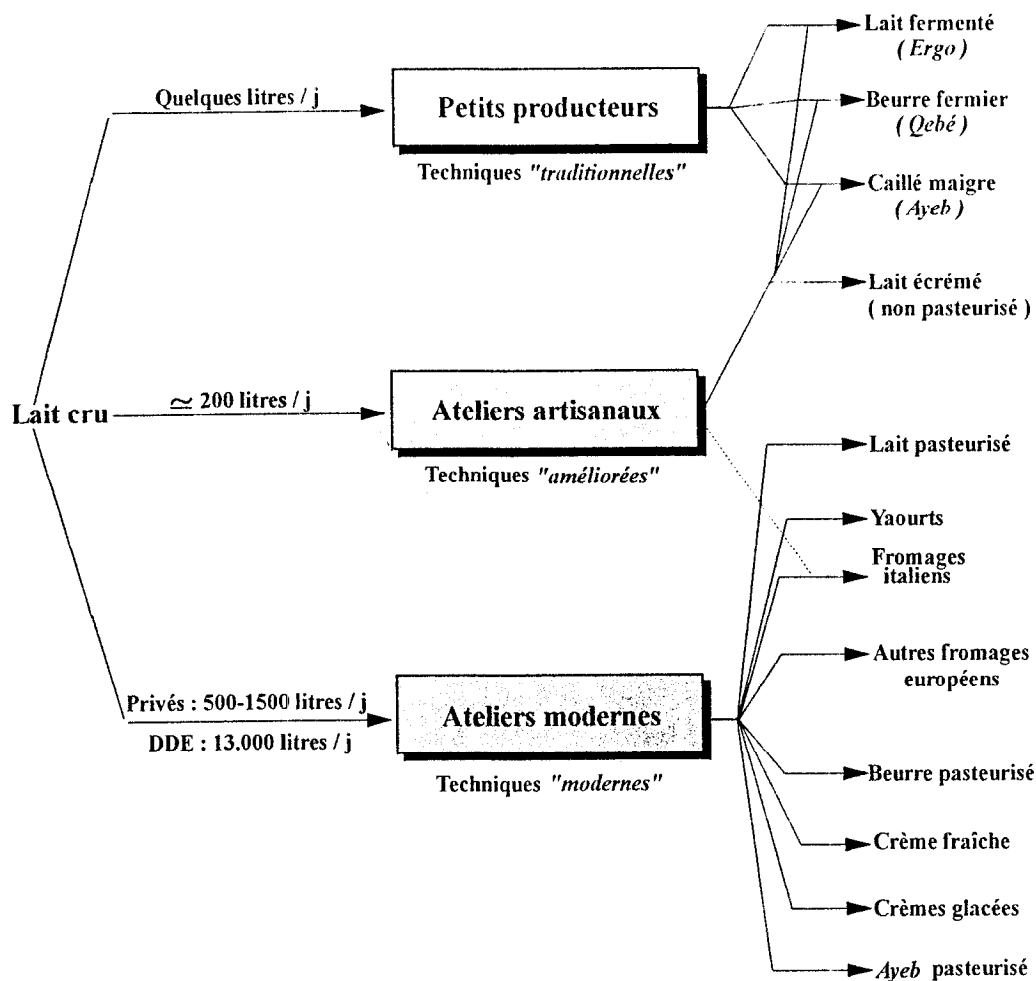 Lait fermenté
( Ergo )
Quelques litres / j
Petits producteurs
Beurre fermier
( Qebé )
Techniques "traditionnelles"
Caillé maigre
( Ayeb )
Lait écrémé
( non pasteurisé )
Lait cru
≃ 200 litres / j
Ateliers artisanaux
Techniques "améliorées"
Lait pasteurisé
Yaourts
Fromages
italiens
Autres fromages
européens
Privés : 500-1500 litres / j
DDE : 13.000 litres / j
Ateliers modernes
Techniques "modernes"
Beurre pasteurisé
Crème fraîche
Crèmes glacées
Ayeb pasteurisé